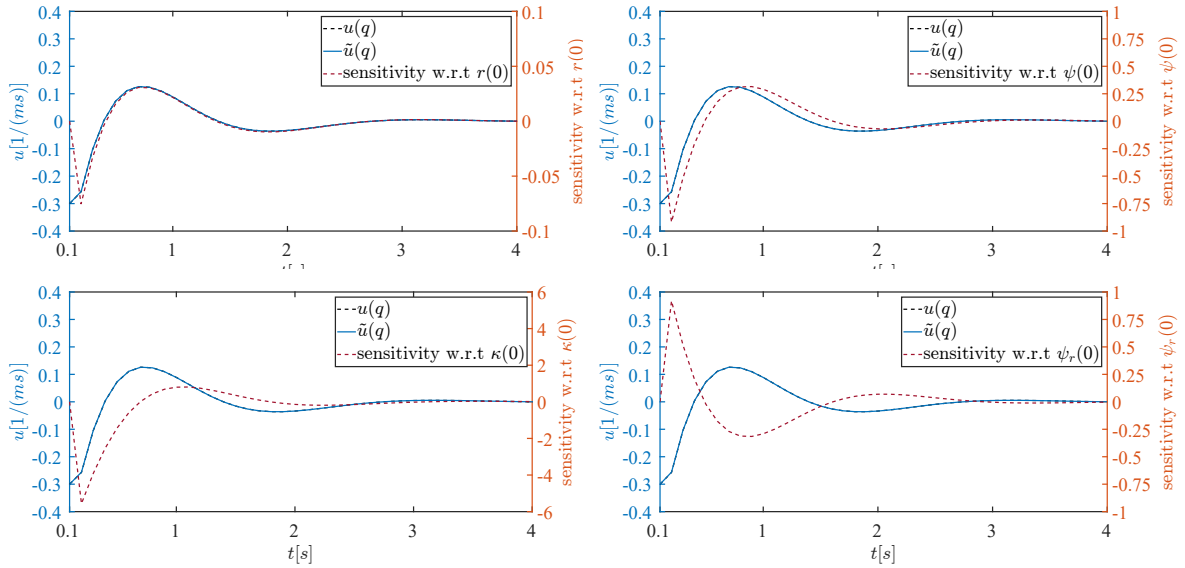 0.4
0.3
0.2
0.1
0
-0.1
-0.2
-0.3
-0.4
u[1/(ms)]
0.1 1 2 3 4
t[s]
0.1
0.05
0
-0.05
-0.1
sensitivity w.r.t r(0)
u(q)
ũ(q)
sensitivity w.r.t r(0)
0.4
0.3
0.2
0.1
0
-0.1
-0.2
-0.3
-0.4
u[1/(ms)]
0.1 1 2 3 4
t[s]
1
0.75
0.5
0.25
0
-0.25
-0.5
-0.75
-1
sensitivity w.r.t ψ(0)
u(q)
ũ(q)
sensitivity w.r.t ψ(0)
0.4
0.3
0.2
0.1
0
-0.1
-0.2
-0.3
-0.4
u[1/(ms)]
0.1 1 2 3 4
t[s]
6
4
2
0
-2
-4
-6
sensitivity w.r.t κ(0)
u(q)
ũ(q)
sensitivity w.r.t κ(0)
0.4
0.3
0.2
0.1
0
-0.1
-0.2
-0.3
-0.4
u[1/(ms)]
0.1 1 2 3 4
t[s]
1
0.75
0.5
0.25
0
-0.25
-0.5
-0.75
-1
sensitivity w.r.t ψᵣ(0)
u(q)
ũ(q)
sensitivity w.r.t ψᵣ(0)